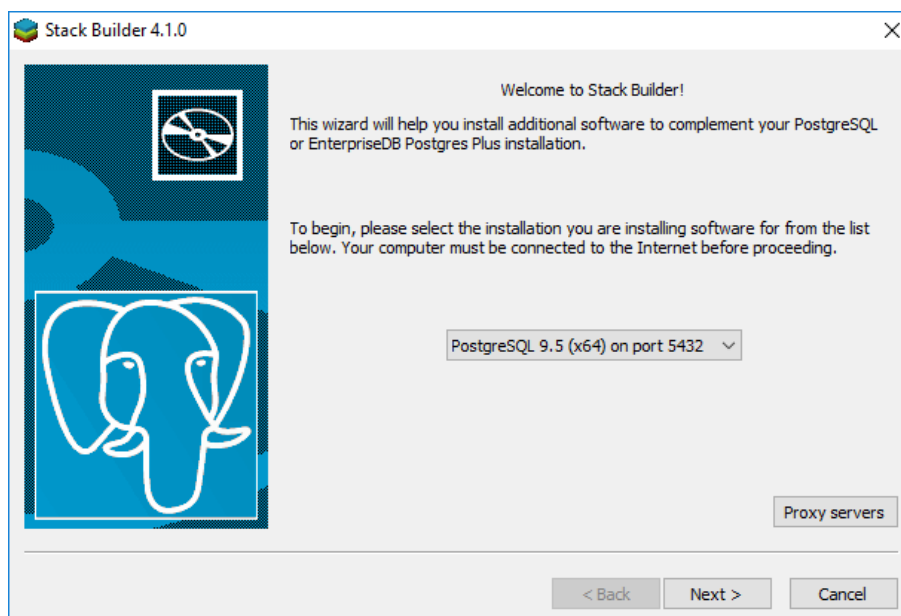 Stack Builder 4.1.0
Welcome to Stack Builder!
This wizard will help you install additional software to complement your PostgreSQL
or EnterpriseDB Postgres Plus installation.
To begin, please select the installation you are installing software for from the list
below. Your computer must be connected to the Internet before proceeding.
PostgreSQL 9.5 (x64) on port 5432
Proxy servers
< Back
Next >
Cancel